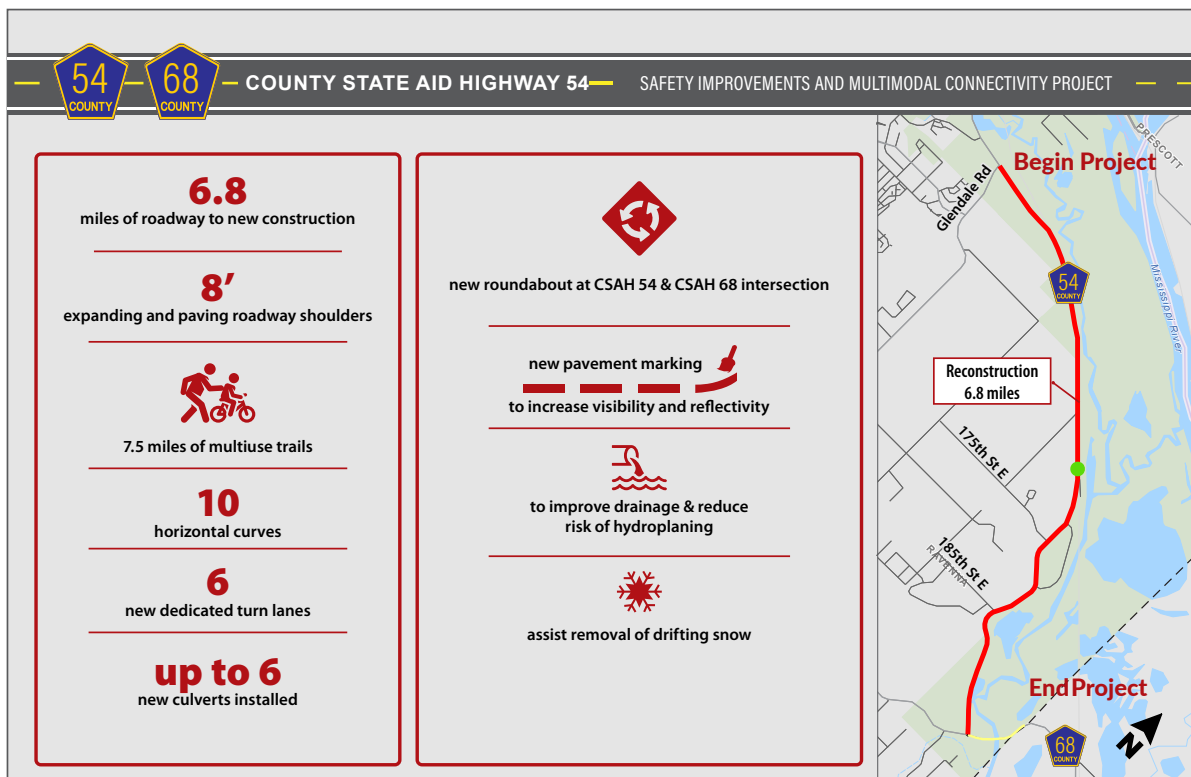 54
COUNTY
68
COUNTY
COUNTY STATE AID HIGHWAY 54
SAFETY IMPROVEMENTS AND MULTIMODAL CONNECTIVITY PROJECT
6.8
miles of roadway to new construction
8’
expanding and paving roadway shoulders
7.5 miles of multiuse trails
10
horizontal curves
6
new dedicated turn lanes
up to 6
new culverts installed
new roundabout at CSAH 54 & CSAH 68 intersection
new pavement marking
to increase visibility and reflectivity
to improve drainage & reduce
risk of hydroplaning
assist removal of drifting snow
PRESCOTT
Begin Project
Glendale Rd
54
COUNTY
Mississippi River
Reconstruction
6.8 miles
175th St E
185th St E
RAVENNA
End Project
68
COUNTY
N